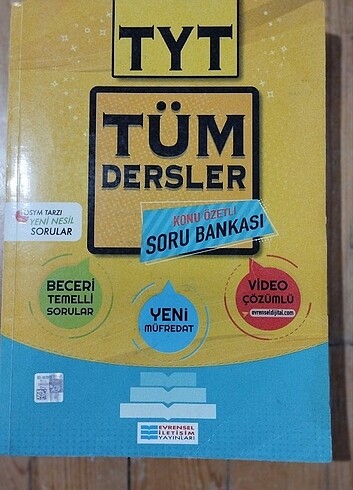 TYT
TÜM
DERSLER
KONU ÖZETLİ
SORU BANKASI
ÖSYM TARZI
YENİ NESİL
SORULAR
BECERİ
TEMELLİ
SORULAR
YENİ
MÜFREDAT
VİDEO
ÇÖZÜMLÜ
evrenseldijital.com
EVRENSEL
İLETİŞİM
YAYINLARI